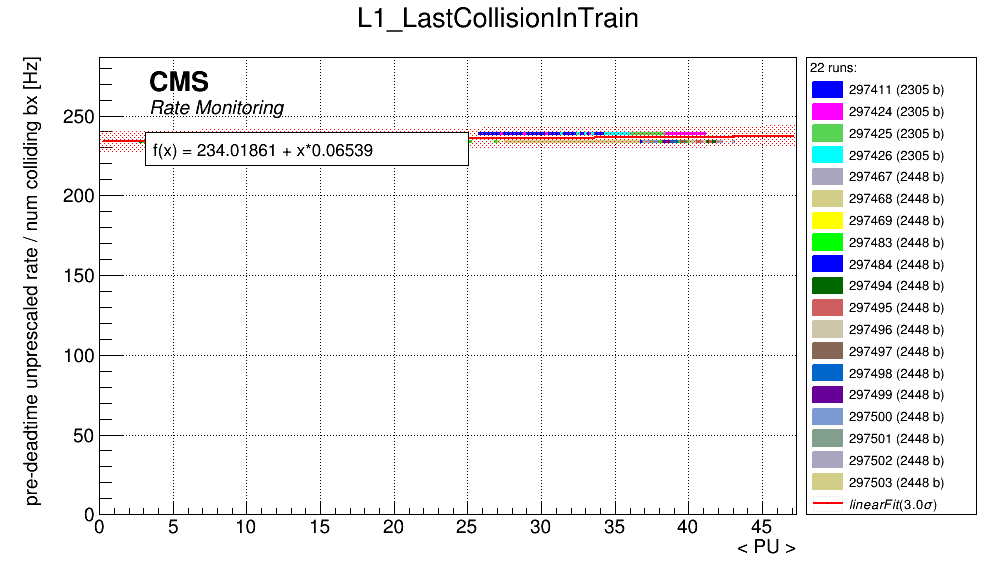 L1_LastCollisionInTrain
pre-deadtime unprescaled rate / num colliding bx [Hz]
CMS
Rate Monitoring
f(x) = 234.01861 + x*0.06539
250
200
150
100
50
0
0 5 10 15 20 25 30 35 40 45
< PU >
22 runs:
297411 (2305 b)
297424 (2305 b)
297425 (2305 b)
297426 (2305 b)
297467 (2448 b)
297468 (2448 b)
297469 (2448 b)
297483 (2448 b)
297484 (2448 b)
297494 (2448 b)
297495 (2448 b)
297496 (2448 b)
297497 (2448 b)
297498 (2448 b)
297499 (2448 b)
297500 (2448 b)
297501 (2448 b)
297502 (2448 b)
297503 (2448 b)
linearFit(3.0σ)